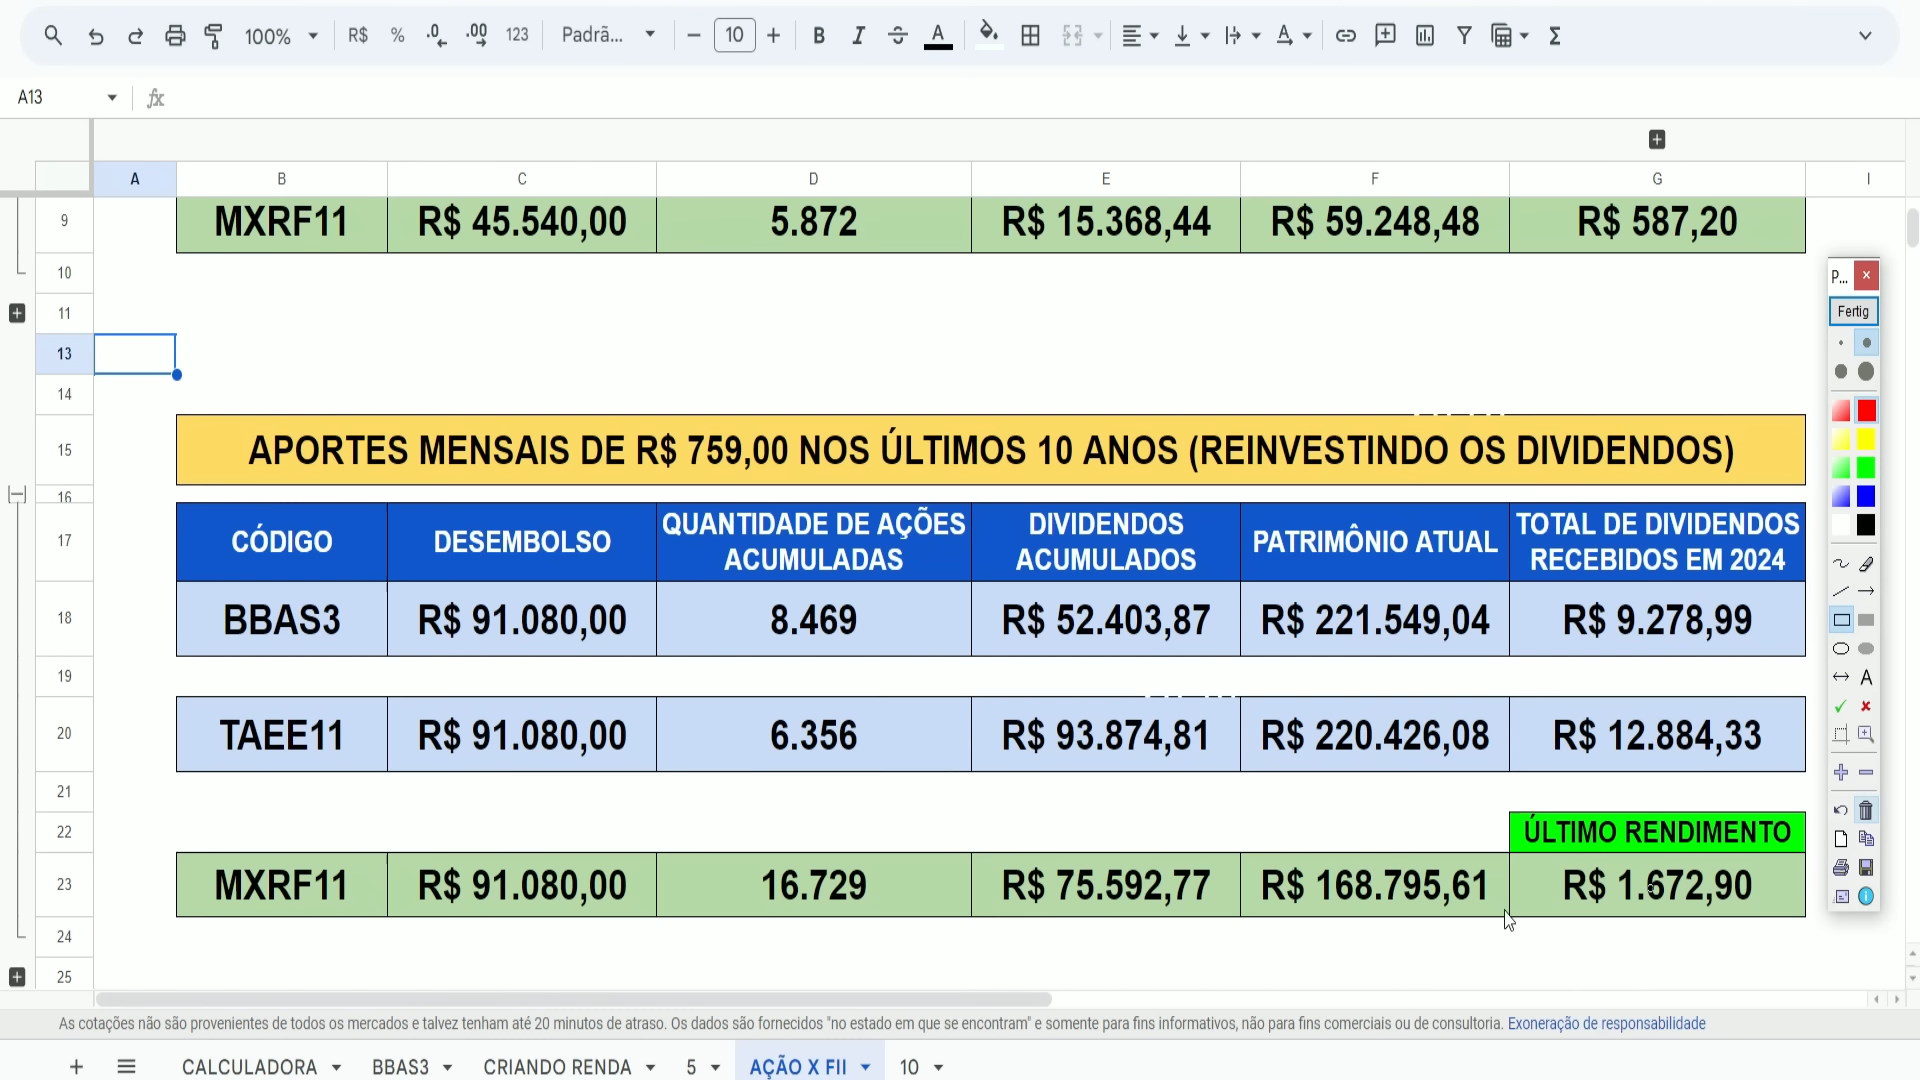 100% R$ % .0 .00 123 Padrã... 10 B I A
A13 fx
A B C D E F G I
9 MXRF11 R$ 45.540,00 5.872 R$ 15.368,44 R$ 59.248,48 R$ 587,20
10
P...
11
Fertig
13
14
15 APORTES MENSAIS DE R$ 759,00 NOS ÚLTIMOS 10 ANOS (REINVESTINDO OS DIVIDENDOS)
16
QUANTIDADE DE AÇÕES DIVIDENDOS TOTAL DE DIVIDENDOS
17 CÓDIGO DESEMBOLSO PATRIMÔNIO ATUAL
ACUMULADAS ACUMULADOS RECEBIDOS EM 2024
18 BBAS3 R$ 91.080,00 8.469 R$ 52.403,87 R$ 221.549,04 R$ 9.278,99
19
20 TAEE11 R$ 91.080,00 6.356 R$ 93.874,81 R$ 220.426,08 R$ 12.884,33
21
22 ÚLTIMO RENDIMENTO
23 MXRF11 R$ 91.080,00 16.729 R$ 75.592,77 R$ 168.795,61 R$ 1.672,90
24
25
As cotações não são provenientes de todos os mercados e talvez tenham até 20 minutos de atraso. Os dados são fornecidos "no estado em que se encontram" e somente para fins informativos, não para fins comerciais ou de consultoria. Exoneração de responsabilidade
CALCULADORA BBAS3 CRIANDO RENDA 5 AÇÃO X FII 10